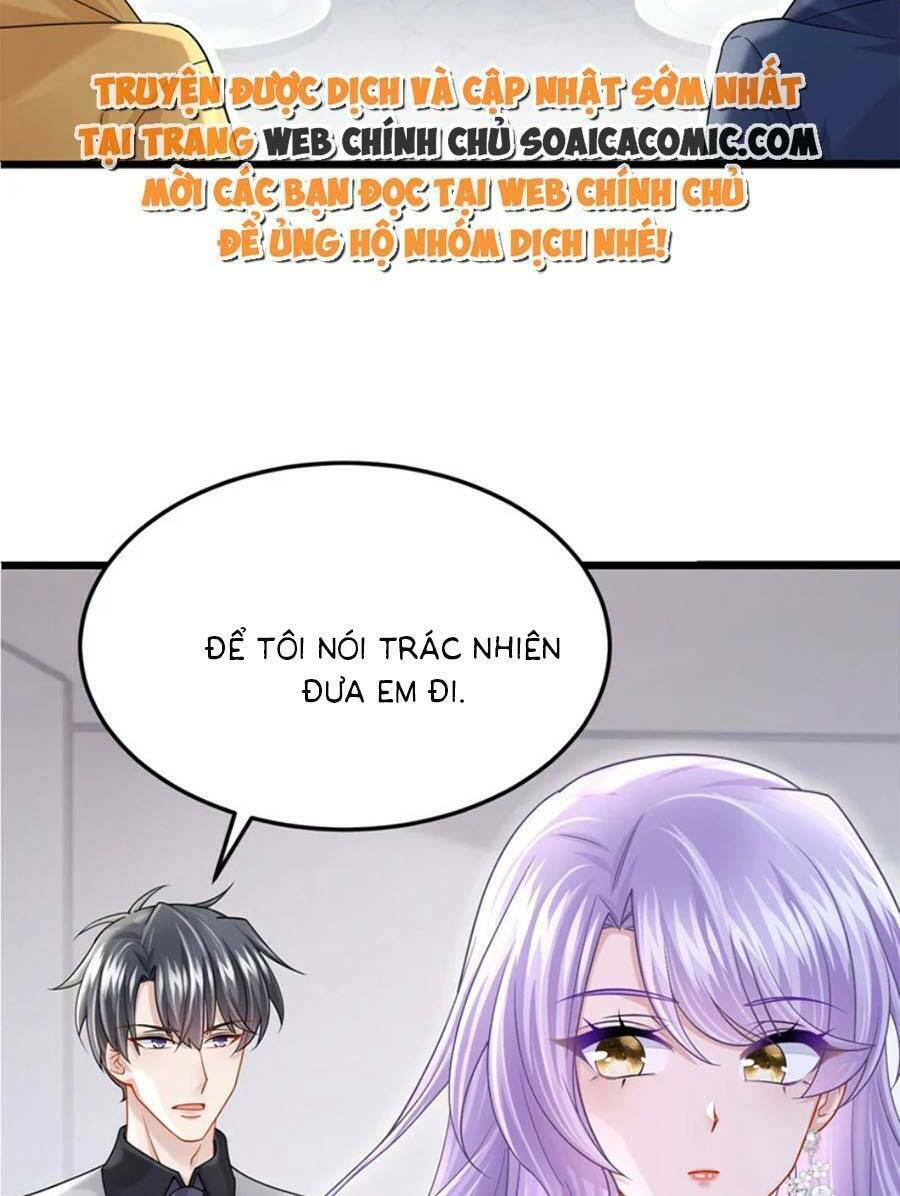 TRUYỆN ĐƯỢC DỊCH VÀ CẬP NHẬT SỚM NHẤT
TẠI TRANG WEB CHÍNH CHỦ SOAICACOMIC.COM
MỜI CÁC BẠN ĐỌC TẠI WEB CHÍNH CHỦ
ĐỂ ỦNG HỘ NHÓM DỊCH NHÉ!
ĐỂ TÔI NÓI TRÁC NHIÊN
ĐƯA EM ĐI.